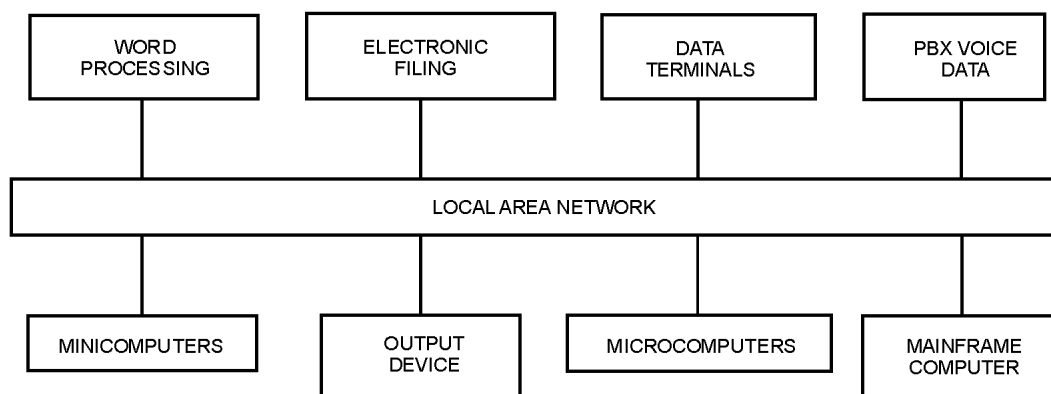 WORD
PROCESSING
ELECTRONIC
FILING
DATA
TERMINALS
PBX VOICE
DATA
LOCAL AREA NETWORK
MINICOMPUTERS
OUTPUT
DEVICE
MICROCOMPUTERS
MAINFRAME
COMPUTER